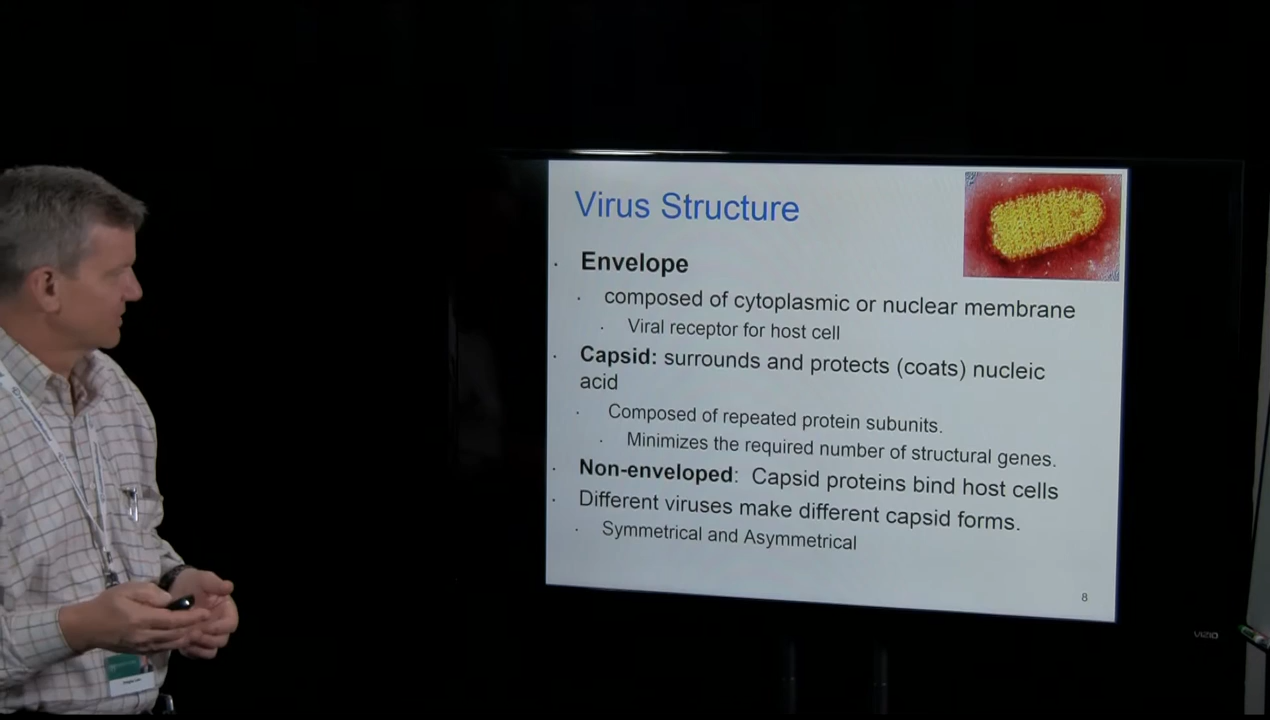 Virus Structure
· Envelope
· composed of cytoplasmic or nuclear membrane
· Viral receptor for host cell
· Capsid: surrounds and protects (coats) nucleic
acid
· Composed of repeated protein subunits.
· Minimizes the required number of structural genes.
· Non-enveloped: Capsid proteins bind host cells
· Different viruses make different capsid forms.
· Symmetrical and Asymmetrical
8
VIZIO